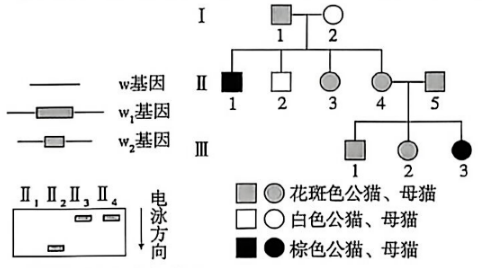 I
1 2
w基因
w₁基因
w₂基因
II
1 2 3 4 5
III
1 2 3
II₁ II₂ II₃ II₄
电泳方向
花斑色公猫、母猫
白色公猫、母猫
棕色公猫、母猫